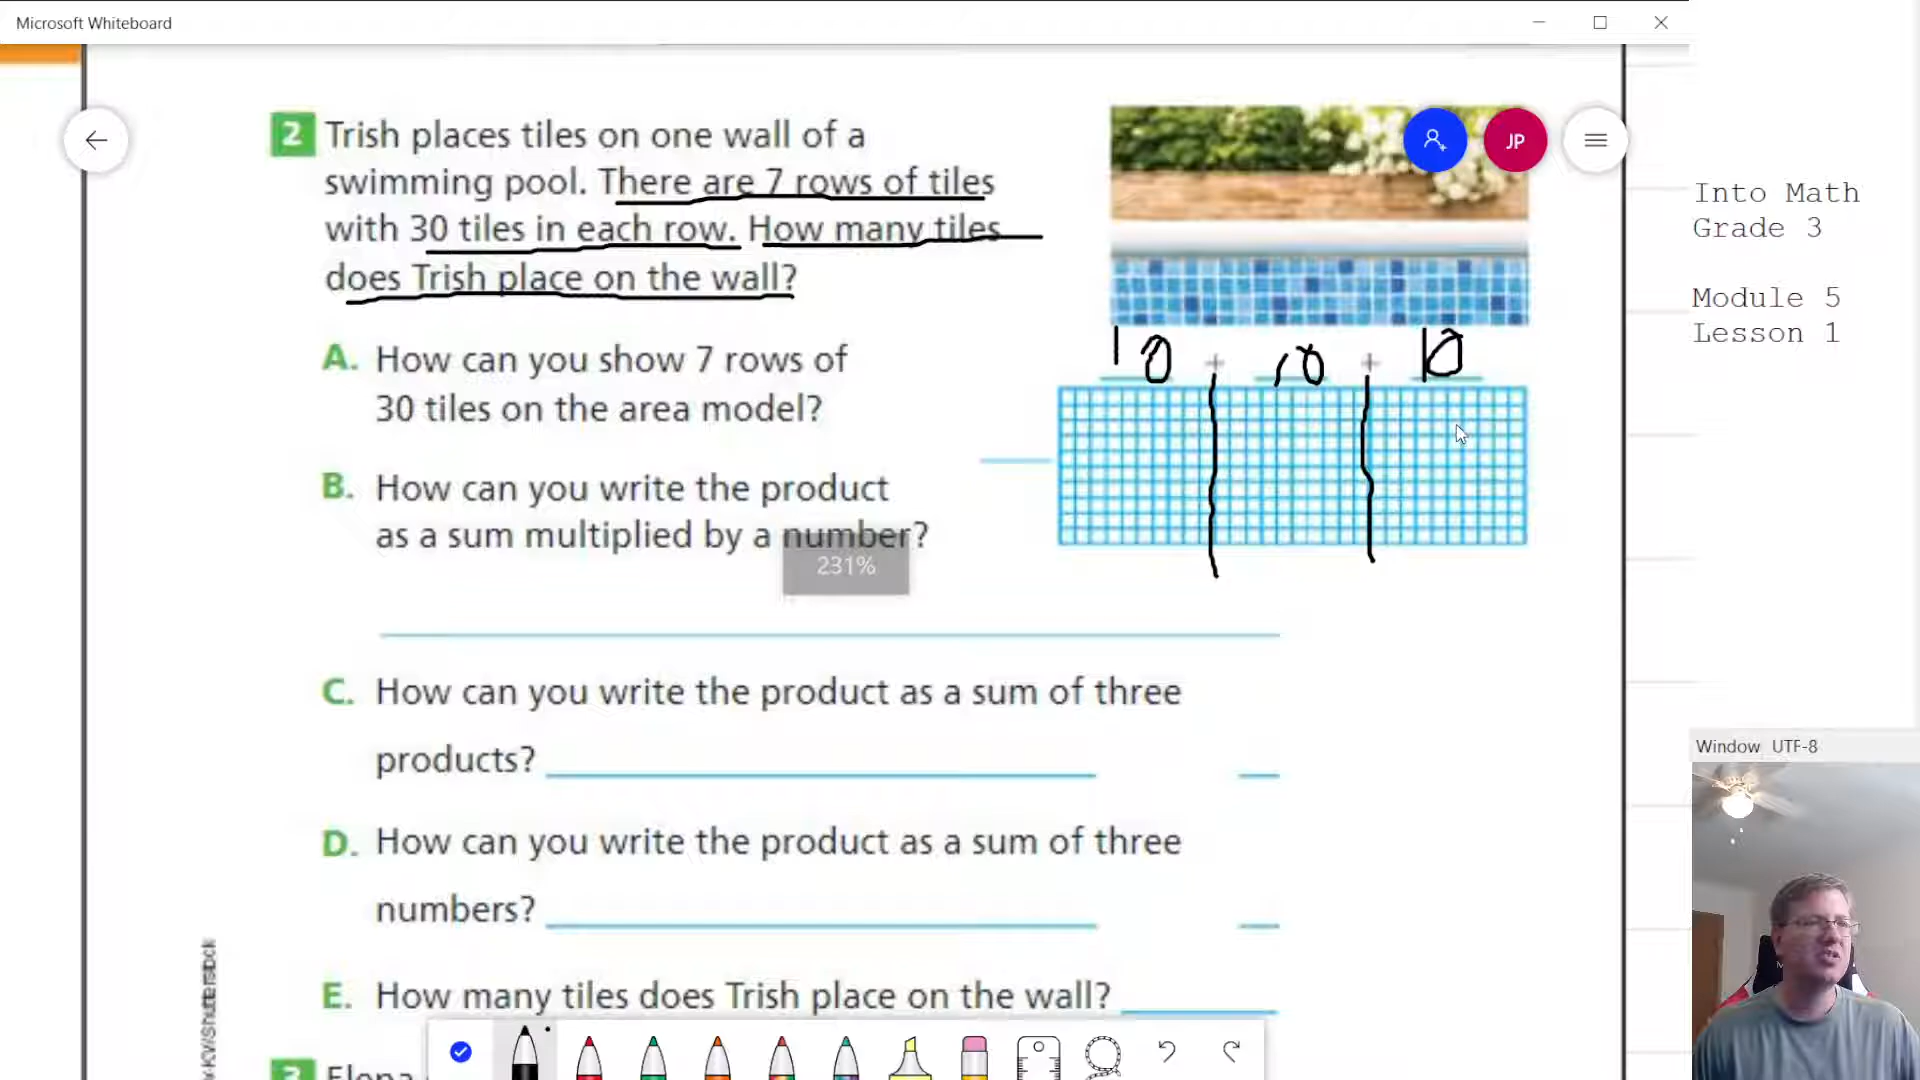 Microsoft Whiteboard
2 Trish places tiles on one wall of a
swimming pool. There are 7 rows of tiles
with 30 tiles in each row. How many tiles
does Trish place on the wall?
JP
Into Math
Grade 3
Module 5
Lesson 1
10 + 10 + 10
A. How can you show 7 rows of
30 tiles on the area model?
B. How can you write the product
as a sum multiplied by a number?
231%
C. How can you write the product as a sum of three
products?
D. How can you write the product as a sum of three
numbers?
E. How many tiles does Trish place on the wall?
Window UTF-8
KV/Shutterstock
3 Elena